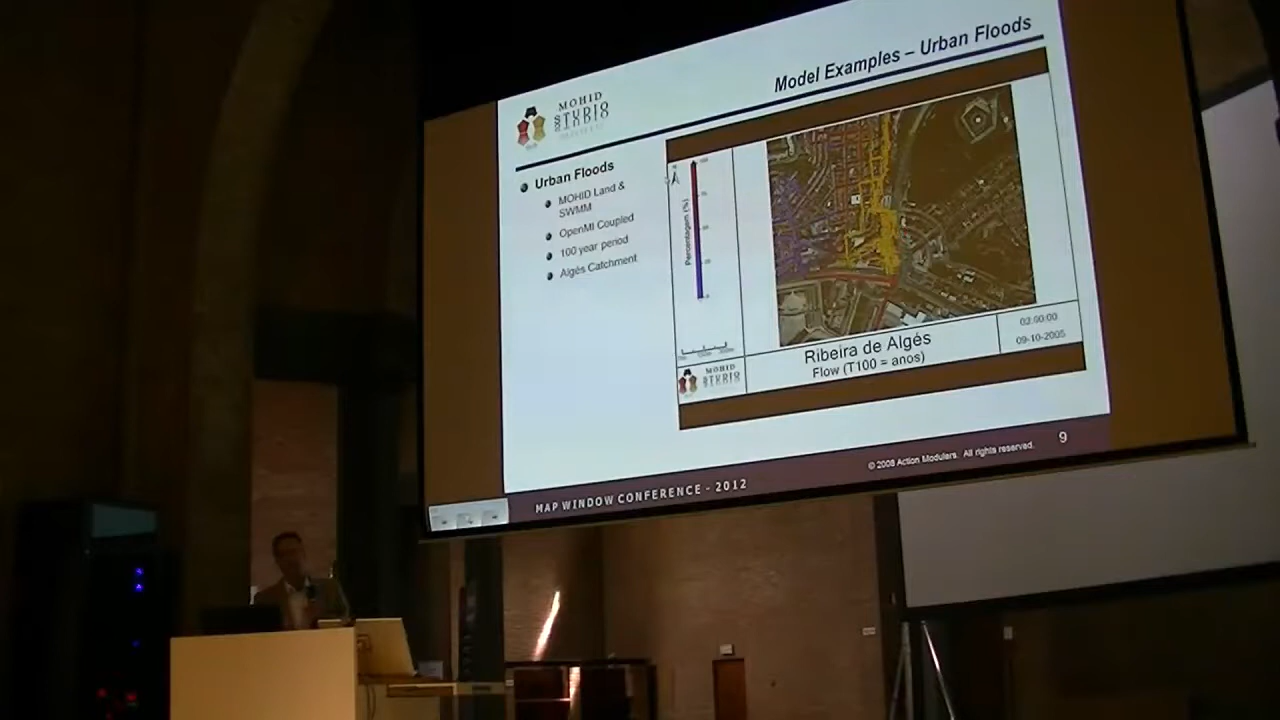 Model Examples – Urban Floods
MOHID
STUDIO
Urban Floods
MOHID Land &
SWMM
OpenMI Coupled
100 year period
Algés Catchment
Percentagem (%)
Ribeira de Algés
Flow (T100 = anos)
02:00:00
09-10-2005
MOHID
STUDIO
© 2008 Action Modulers. All rights reserved.
9
MAP WINDOW CONFERENCE - 2012